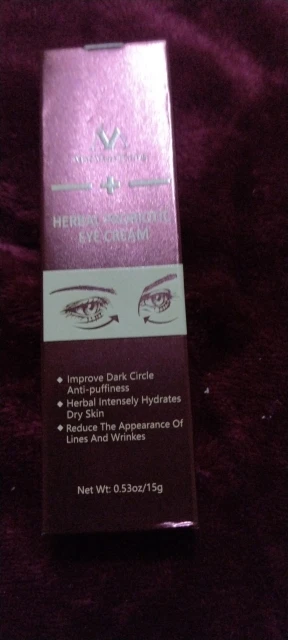 HERBAL
EYE CREAM
Improve Dark Circle
Anti-puffiness
Herbal Intensely Hydrates
Dry Skin
Reduce The Appearance Of
Lines And Wrinkes
Net Wt: 0.53oz/15g